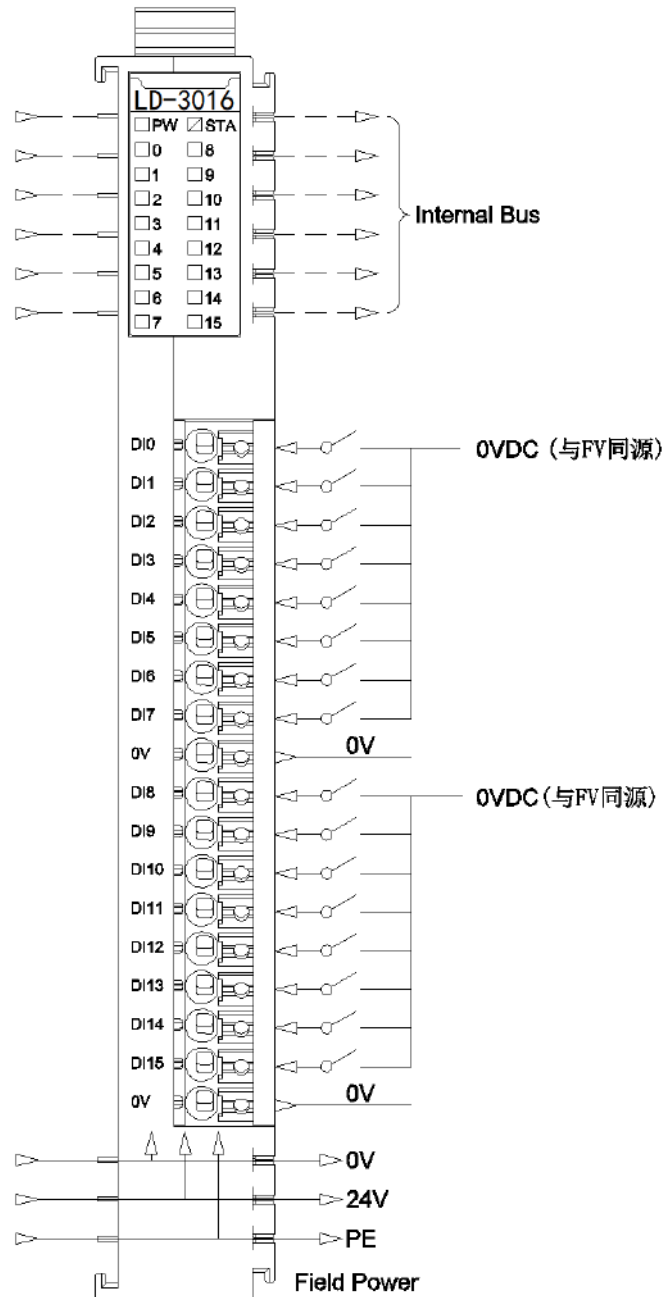 LD-3016
PW STA
0 8
1 9
2 10
3 11
4 12
5 13
6 14
7 15
Internal Bus
DI0 0VDC (与FV同源)
DI1
DI2
DI3
DI4
DI5
DI6
DI7
0V 0V
DI8 0VDC(与FV同源)
DI9
DI10
DI11
DI12
DI13
DI14
DI15
0V 0V
0V
24V
PE
Field Power